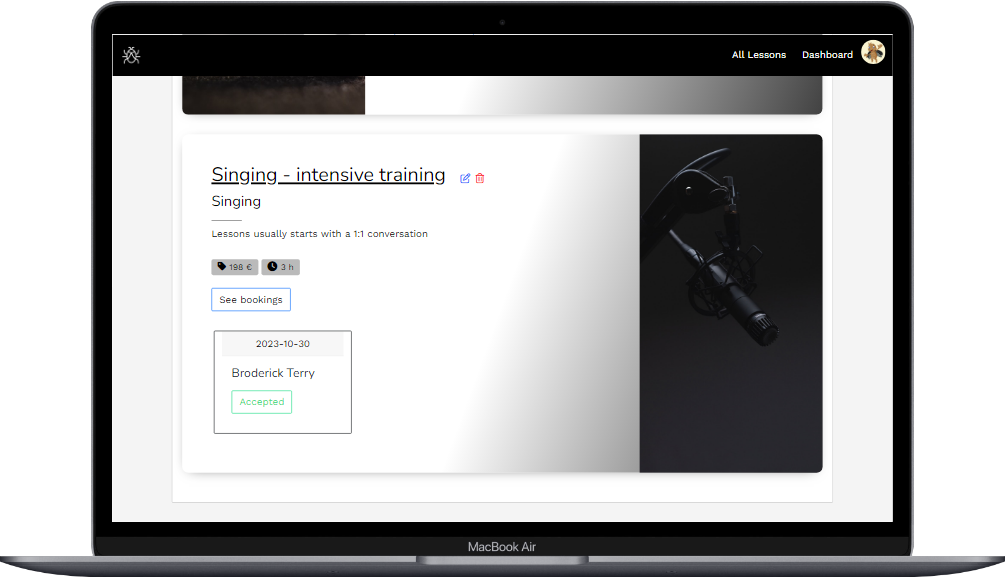 All Lessons Dashboard
Singing - intensive training
Singing
Lessons usually starts with a 1:1 conversation
198 € 3 h
See bookings
2023-10-30
Broderick Terry
Accepted
MacBook Air